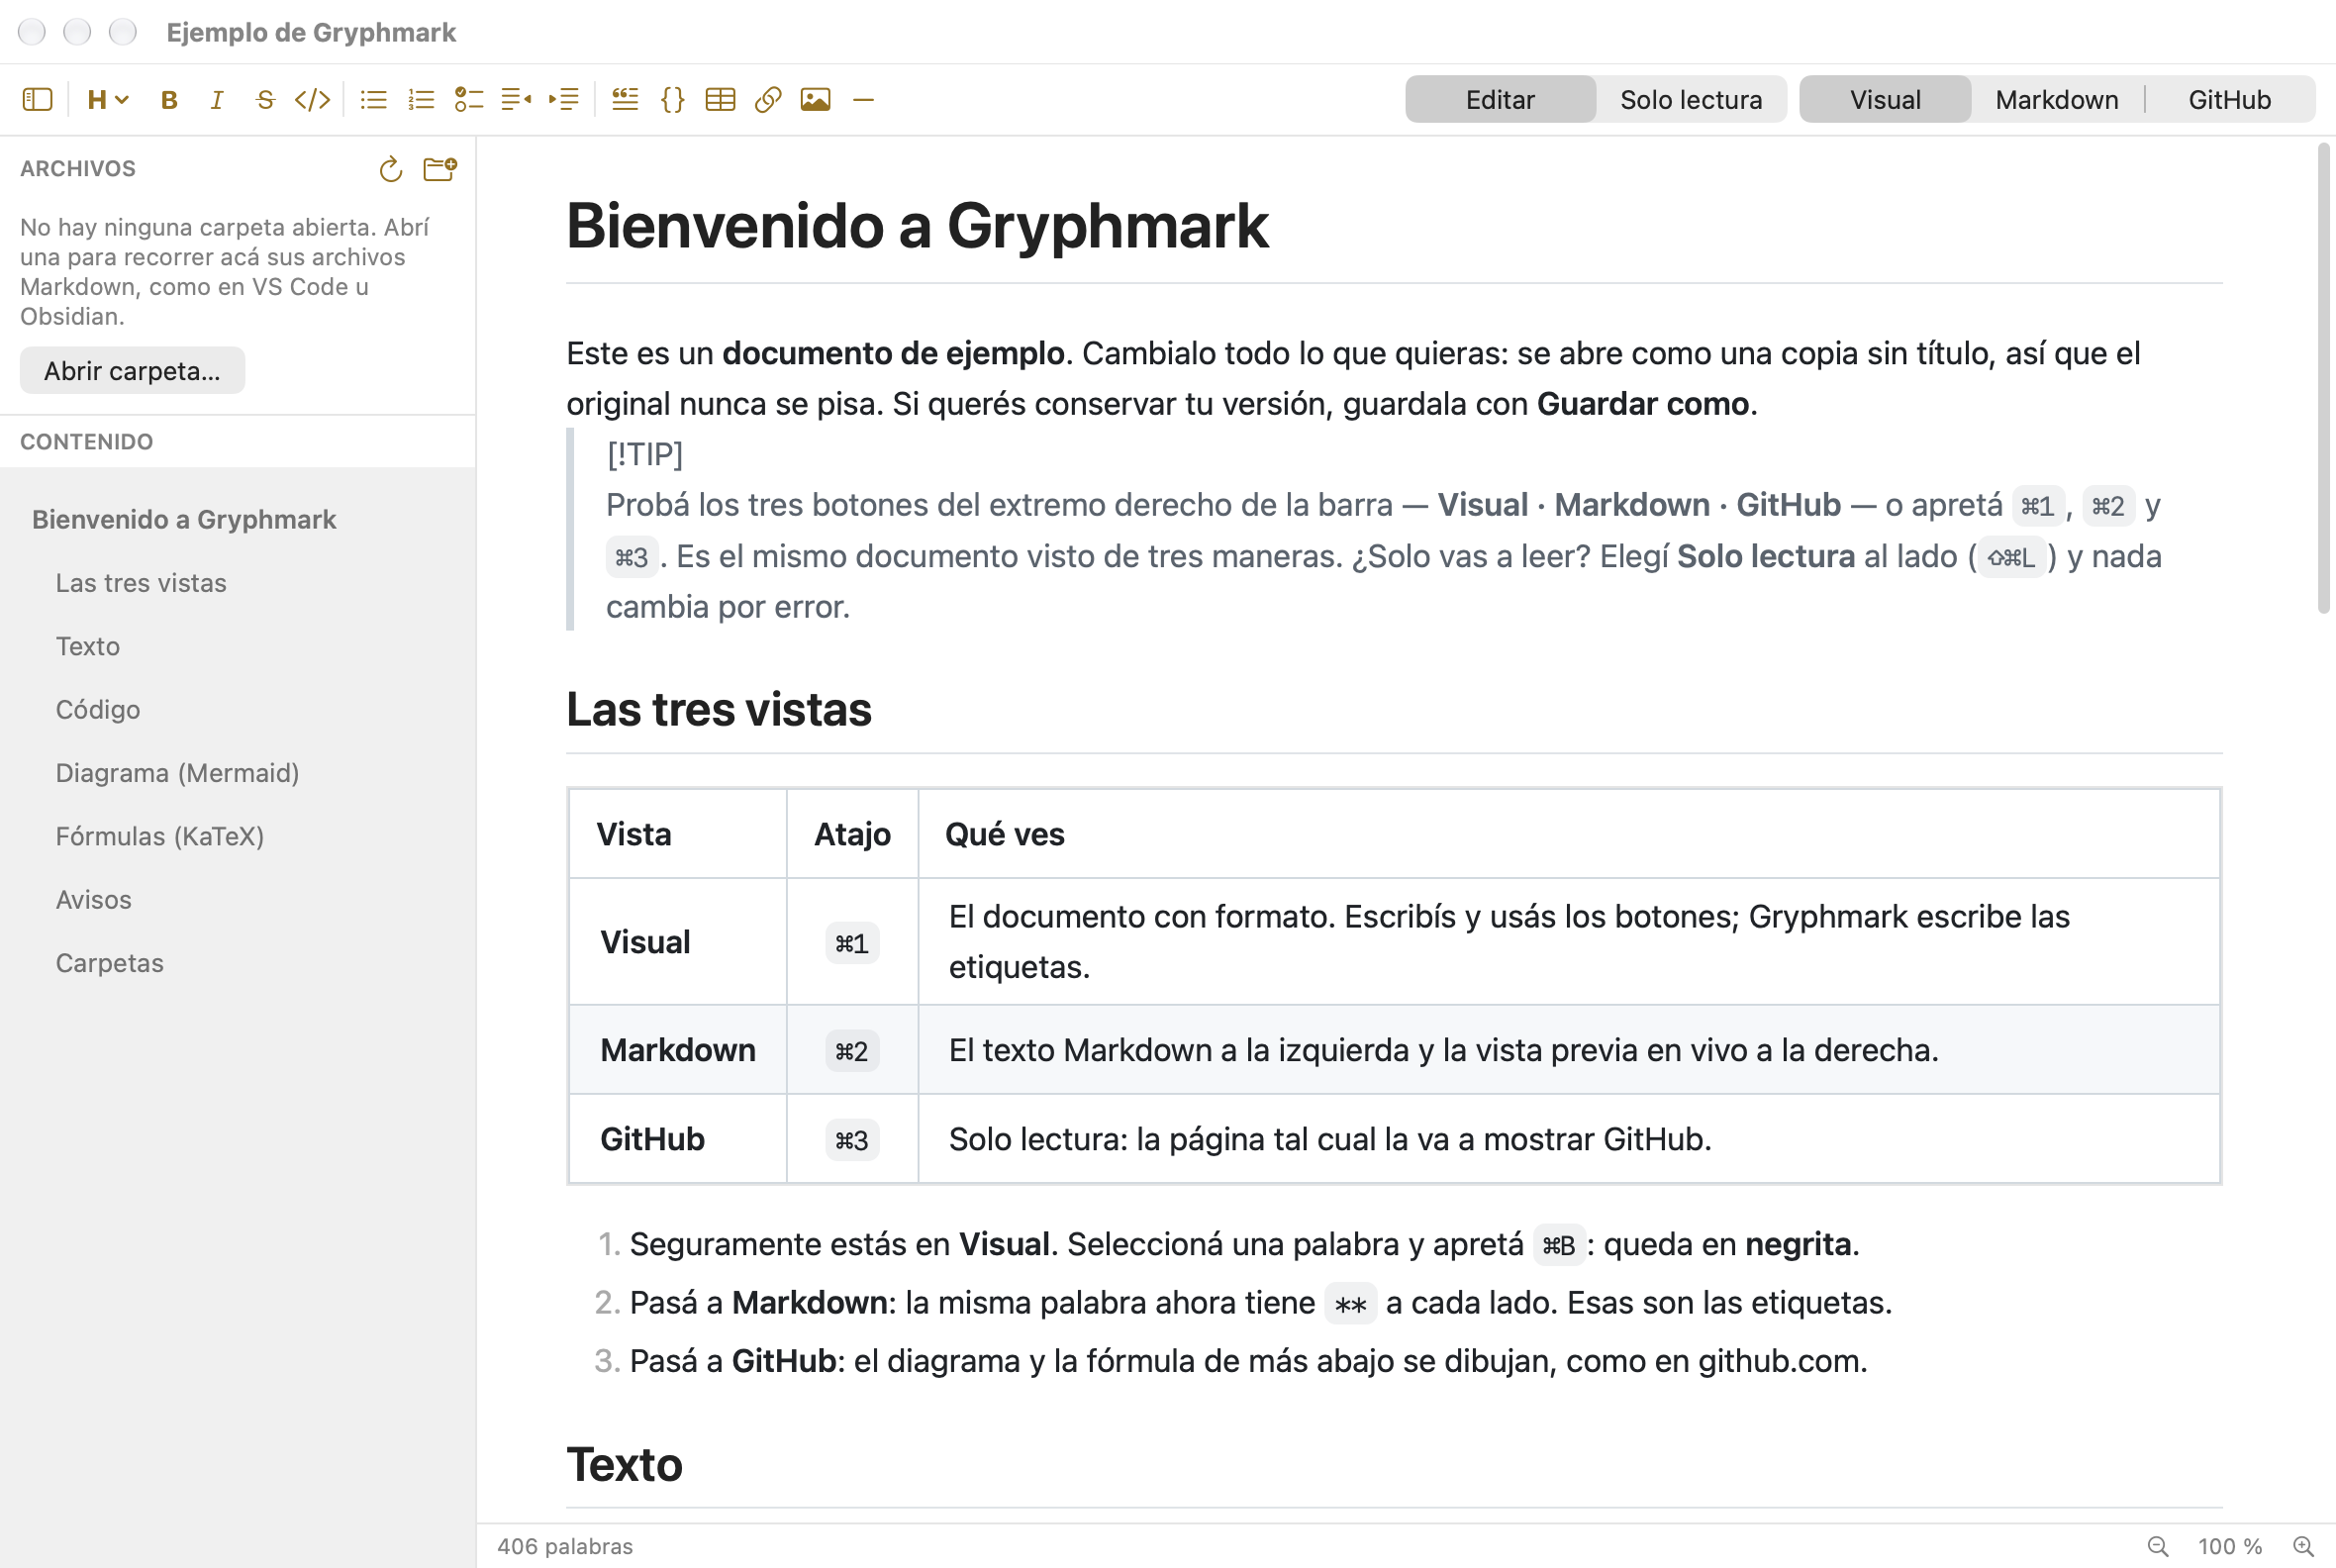 Ejemplo de Gryphmark
H B I S </> {}
Editar Solo lectura Visual Markdown GitHub
ARCHIVOS
No hay ninguna carpeta abierta. Abrí
una para recorrer acá sus archivos
Markdown, como en VS Code u
Obsidian.
Abrir carpeta...
CONTENIDO
Bienvenido a Gryphmark
Las tres vistas
Texto
Código
Diagrama (Mermaid)
Fórmulas (KaTeX)
Avisos
Carpetas
Bienvenido a Gryphmark
Este es un documento de ejemplo. Cambialo todo lo que quieras: se abre como una copia sin título, así que el
original nunca se pisa. Si querés conservar tu versión, guardala con Guardar como.
[!TIP]
Probá los tres botones del extremo derecho de la barra — Visual · Markdown · GitHub — o apretá ⌘1, ⌘2 y
⌘3. Es el mismo documento visto de tres maneras. ¿Solo vas a leer? Elegí Solo lectura al lado (⇧⌘L) y nada
cambia por error.
Las tres vistas
Vista Atajo Qué ves
Visual ⌘1 El documento con formato. Escribís y usás los botones; Gryphmark escribe las
etiquetas.
Markdown ⌘2 El texto Markdown a la izquierda y la vista previa en vivo a la derecha.
GitHub ⌘3 Solo lectura: la página tal cual la va a mostrar GitHub.
1. Seguramente estás en Visual. Seleccioná una palabra y apretá ⌘B: queda en negrita.
2. Pasá a Markdown: la misma palabra ahora tiene ** a cada lado. Esas son las etiquetas.
3. Pasá a GitHub: el diagrama y la fórmula de más abajo se dibujan, como en github.com.
Texto
406 palabras
100 %